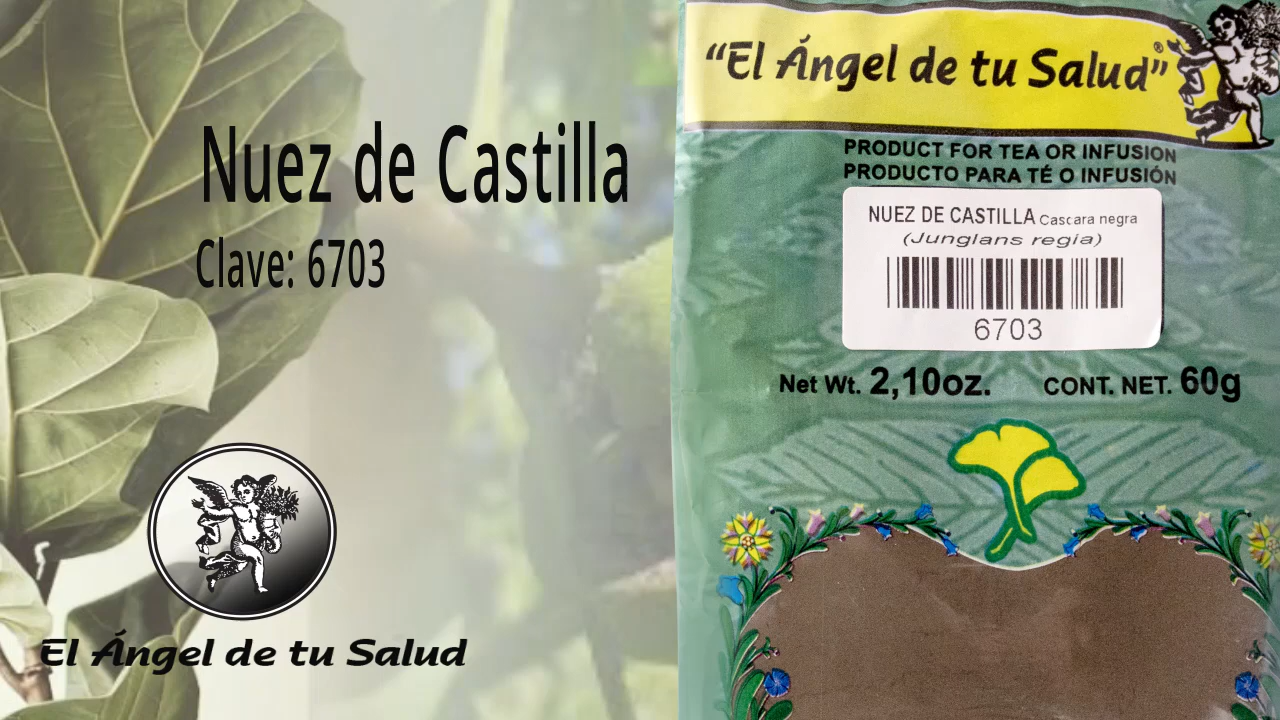 Nuez de Castilla
Clave: 6703
El Ángel de tu Salud
“El Ángel de tu Salud”®
PRODUCT FOR TEA OR INFUSION
PRODUCTO PARA TÉ O INFUSIÓN
NUEZ DE CASTILLA Cascara negra
(Junglans regia)
6703
Net Wt. 2,10oz. CONT. NET. 60g